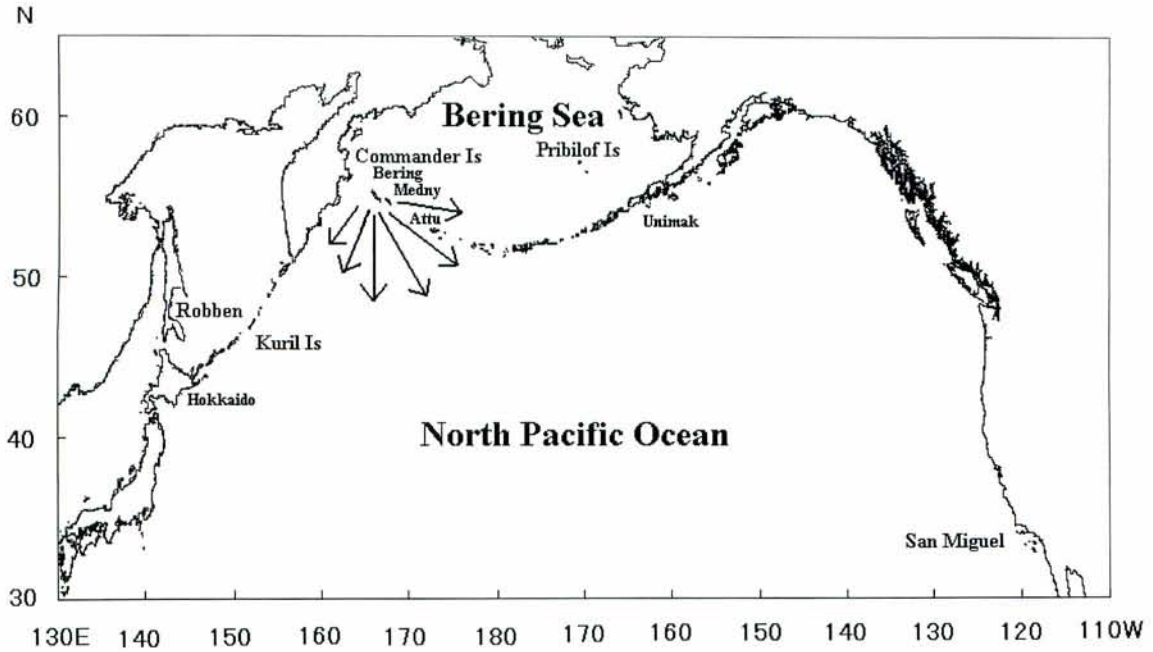 N
60
50
40
30
Bering Sea
Commander Is
Pribilof Is
Bering
Medny
Attu
Unimak
Robben
Kuril Is
Hokkaido
North Pacific Ocean
San Miguel
130E 140 150 160 170 180 170 160 150 140 130 120 110W